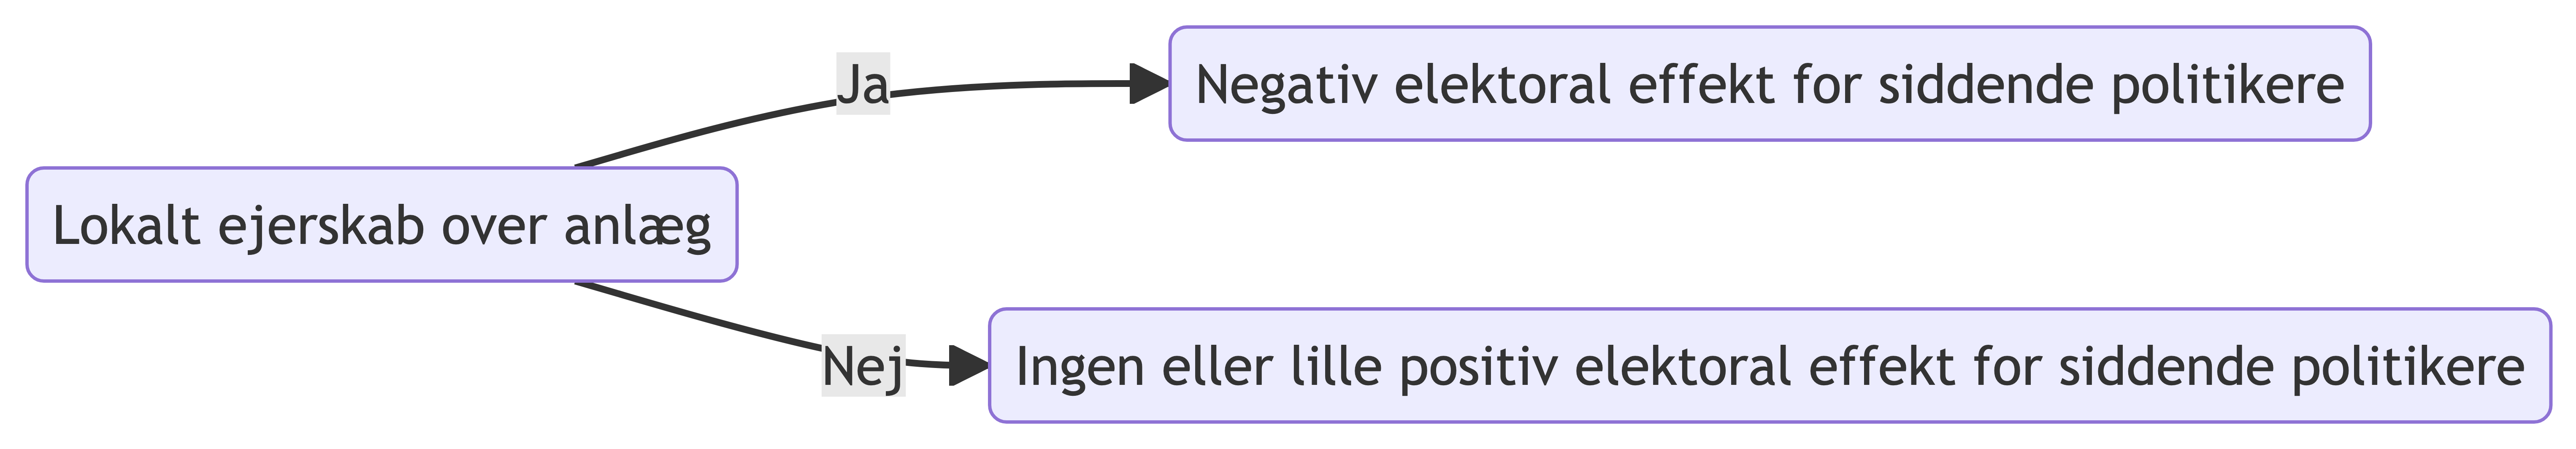 Ja
Negativ elektoral effekt for siddende politikere
Lokalt ejerskab over anlæg
Nej
Ingen eller lille positiv elektoral effekt for siddende politikere